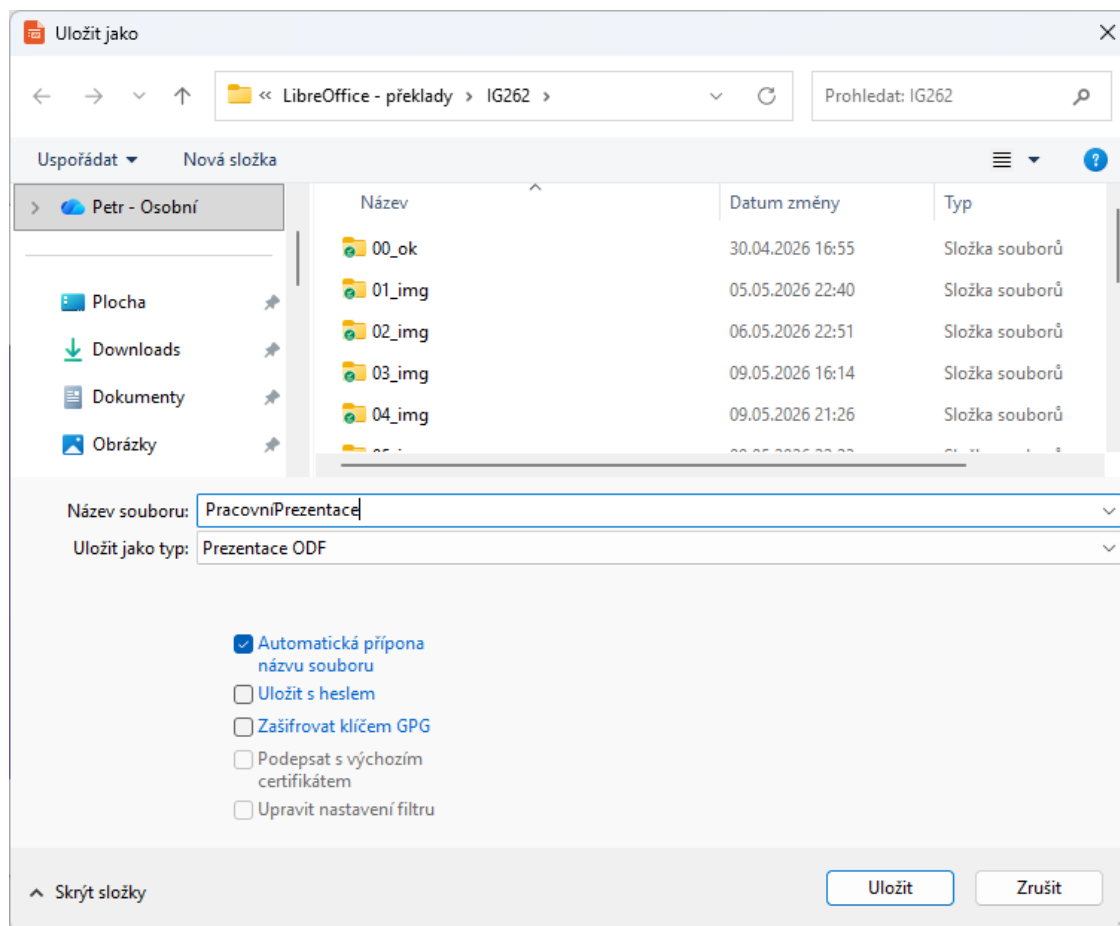 Uložit jako
« LibreOffice - překlady > IG262 >
Prohledat: IG262
Uspořádat
Nová složka
Petr - Osobní
Plocha
Downloads
Dokumenty
Obrázky
Název Datum změny Typ
00_ok 30.04.2026 16:55 Složka souborů
01_img 05.05.2026 22:40 Složka souborů
02_img 06.05.2026 22:51 Složka souborů
03_img 09.05.2026 16:14 Složka souborů
04_img 09.05.2026 21:26 Složka souborů
Název souboru: PracovníPrezentace
Uložit jako typ: Prezentace ODF
Automatická přípona
názvu souboru
Uložit s heslem
Zašifrovat klíčem GPG
Podepsat s výchozím
certifikátem
Upravit nastavení filtru
Skrýt složky
Uložit
Zrušit